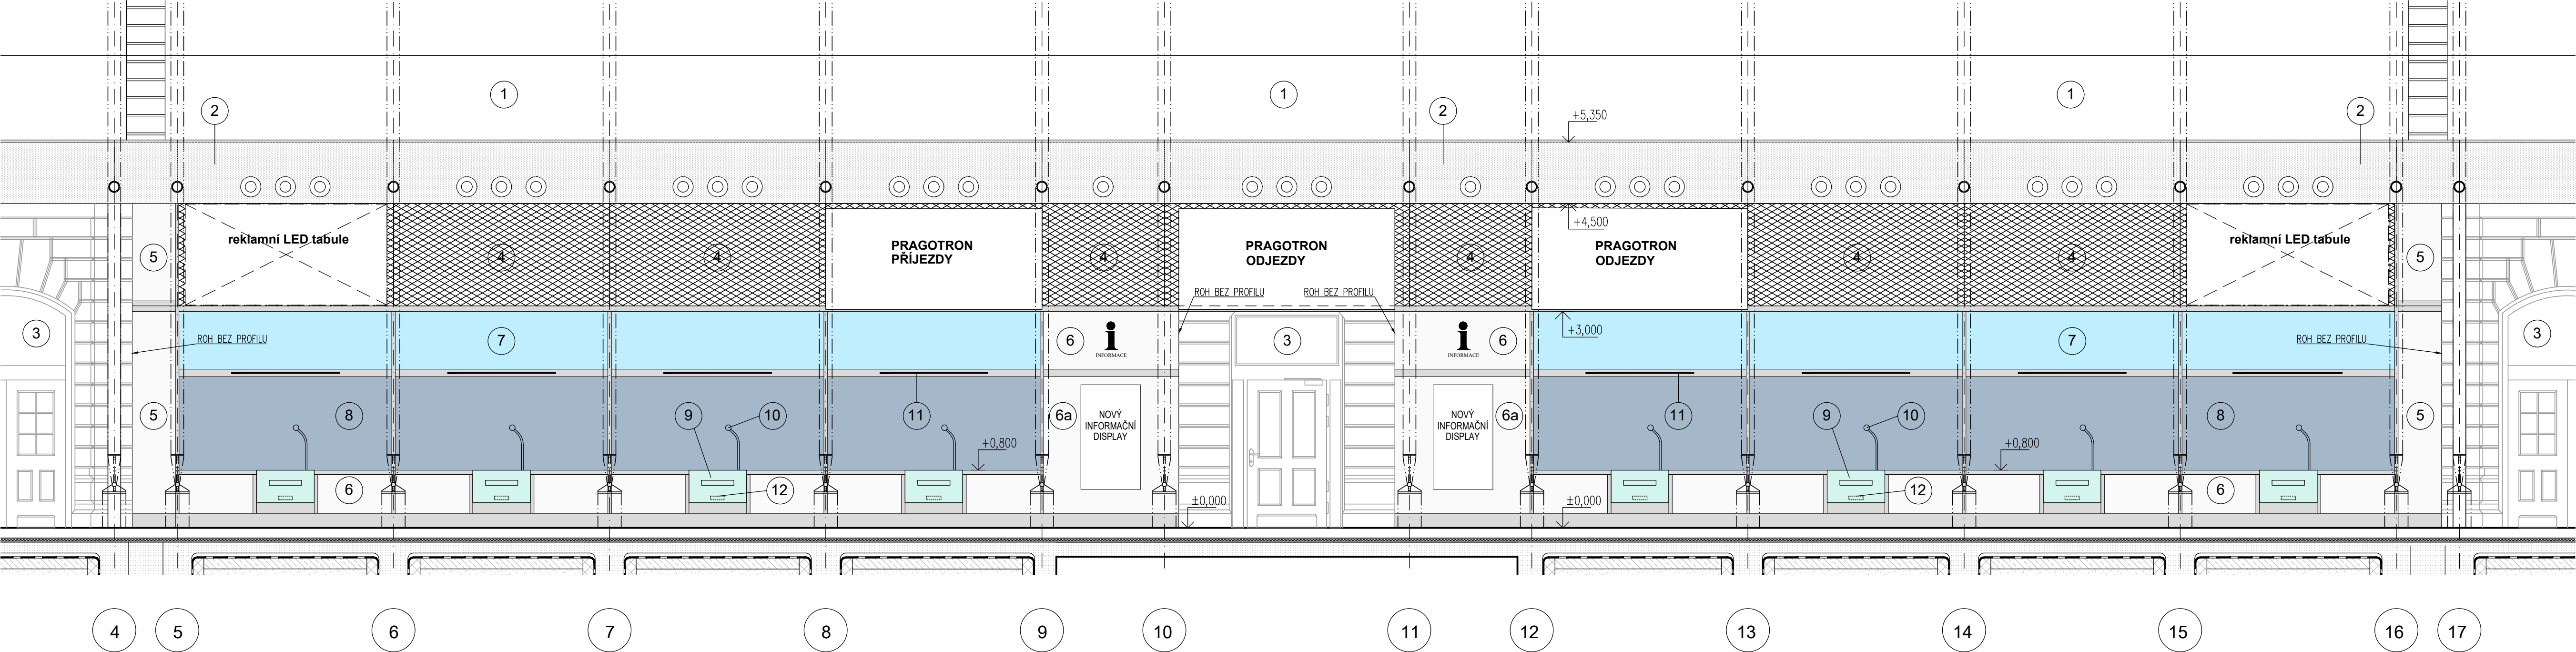 1
1
1
2
2
2
+5,350
reklamní LED tabule
PRAGOTRON
PŘÍJEZDY
PRAGOTRON
ODJEZDY
PRAGOTRON
ODJEZDY
reklamní LED tabule
+4,500
5
4
4
4
4
4
4
5
ROH BEZ PROFILU
ROH BEZ PROFILU
3
ROH BEZ PROFILU
7
6
i
INFORMACE
3
i
INFORMACE
6
+3,000
7
ROH BEZ PROFILU
3
5
8
9
10
11
6a
NOVÝ
INFORMAČNÍ
DISPLAY
NOVÝ
INFORMAČNÍ
DISPLAY
6a
11
9
10
8
5
+0,800
+0,800
6
12
±0,000
±0,000
12
6
4
5
6
7
8
9
10
11
12
13
14
15
16
17